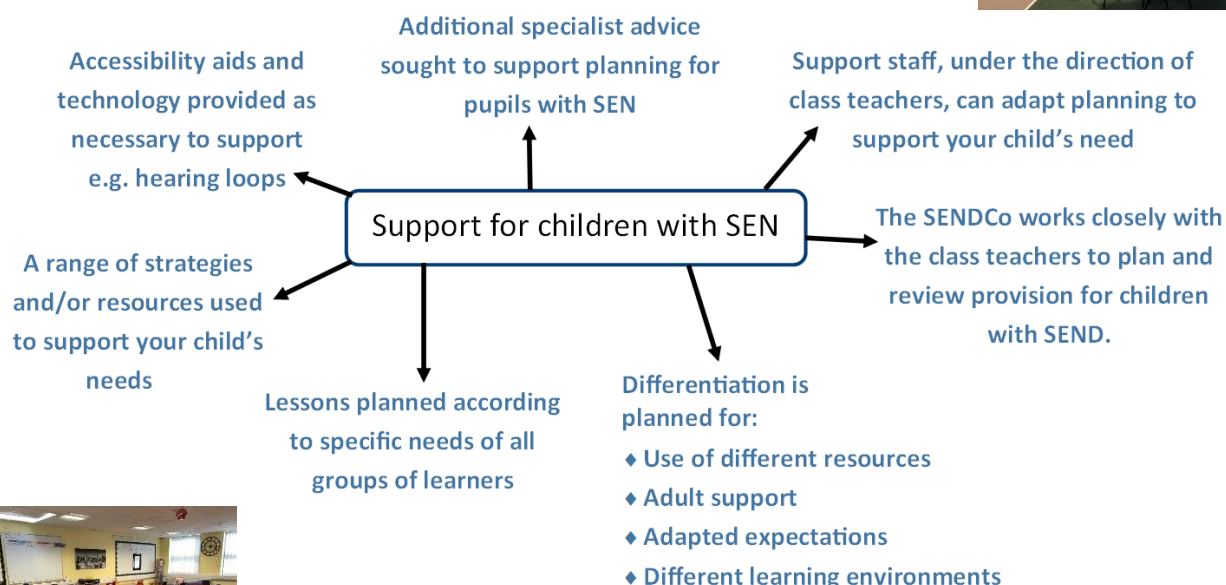 Additional specialist advice
sought to support planning for
pupils with SEN
Accessibility aids and
technology provided as
necessary to support
e.g. hearing loops
Support staff, under the direction of
class teachers, can adapt planning to
support your child’s need
Support for children with SEN
The SENDCo works closely with
the class teachers to plan and
review provision for children
with SEND.
A range of strategies
and/or resources used
to support your child’s
needs
Lessons planned according
to specific needs of all
groups of learners
Differentiation is
planned for:
♦ Use of different resources
♦ Adult support
♦ Adapted expectations
♦ Different learning environments